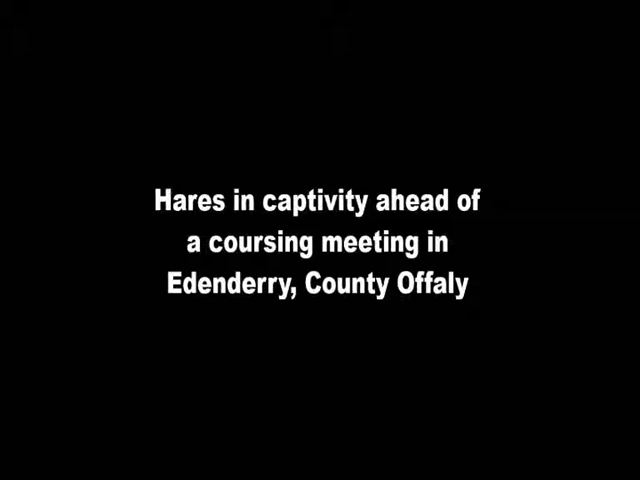 Hares in captivity ahead of
a coursing meeting in
Edenderry, County Offaly